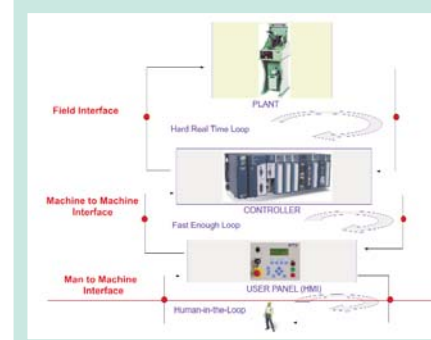 PLANT
Field Interface
Hard Real Time Loop
CONTROLLER
Machine to Machine
Interface
Fast Enough Loop
USER PANEL (HMI)
Man to Machine
Interface
Human-in-the-Loop